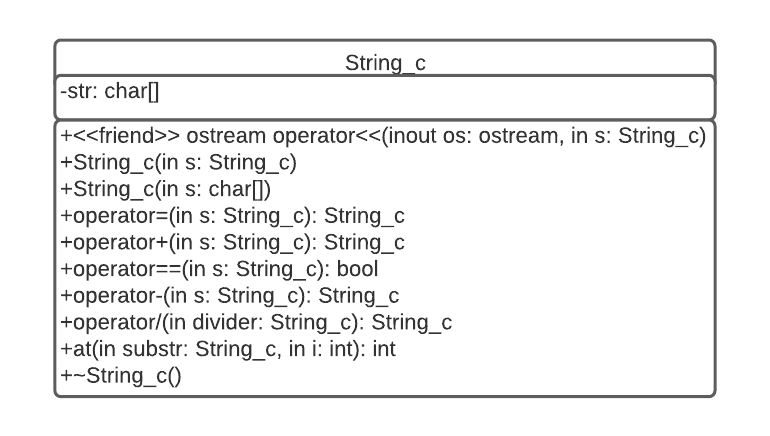 String_c
-str: char[]
+<<friend>> ostream operator<<(inout os: ostream, in s: String_c)
+String_c(in s: String_c)
+String_c(in s: char[])
+operator=(in s: String_c): String_c
+operator+(in s: String_c): String_c
+operator==(in s: String_c): bool
+operator-(in s: String_c): String_c
+operator/(in divider: String_c): String_c
+at(in substr: String_c, in i: int): int
+~String_c()